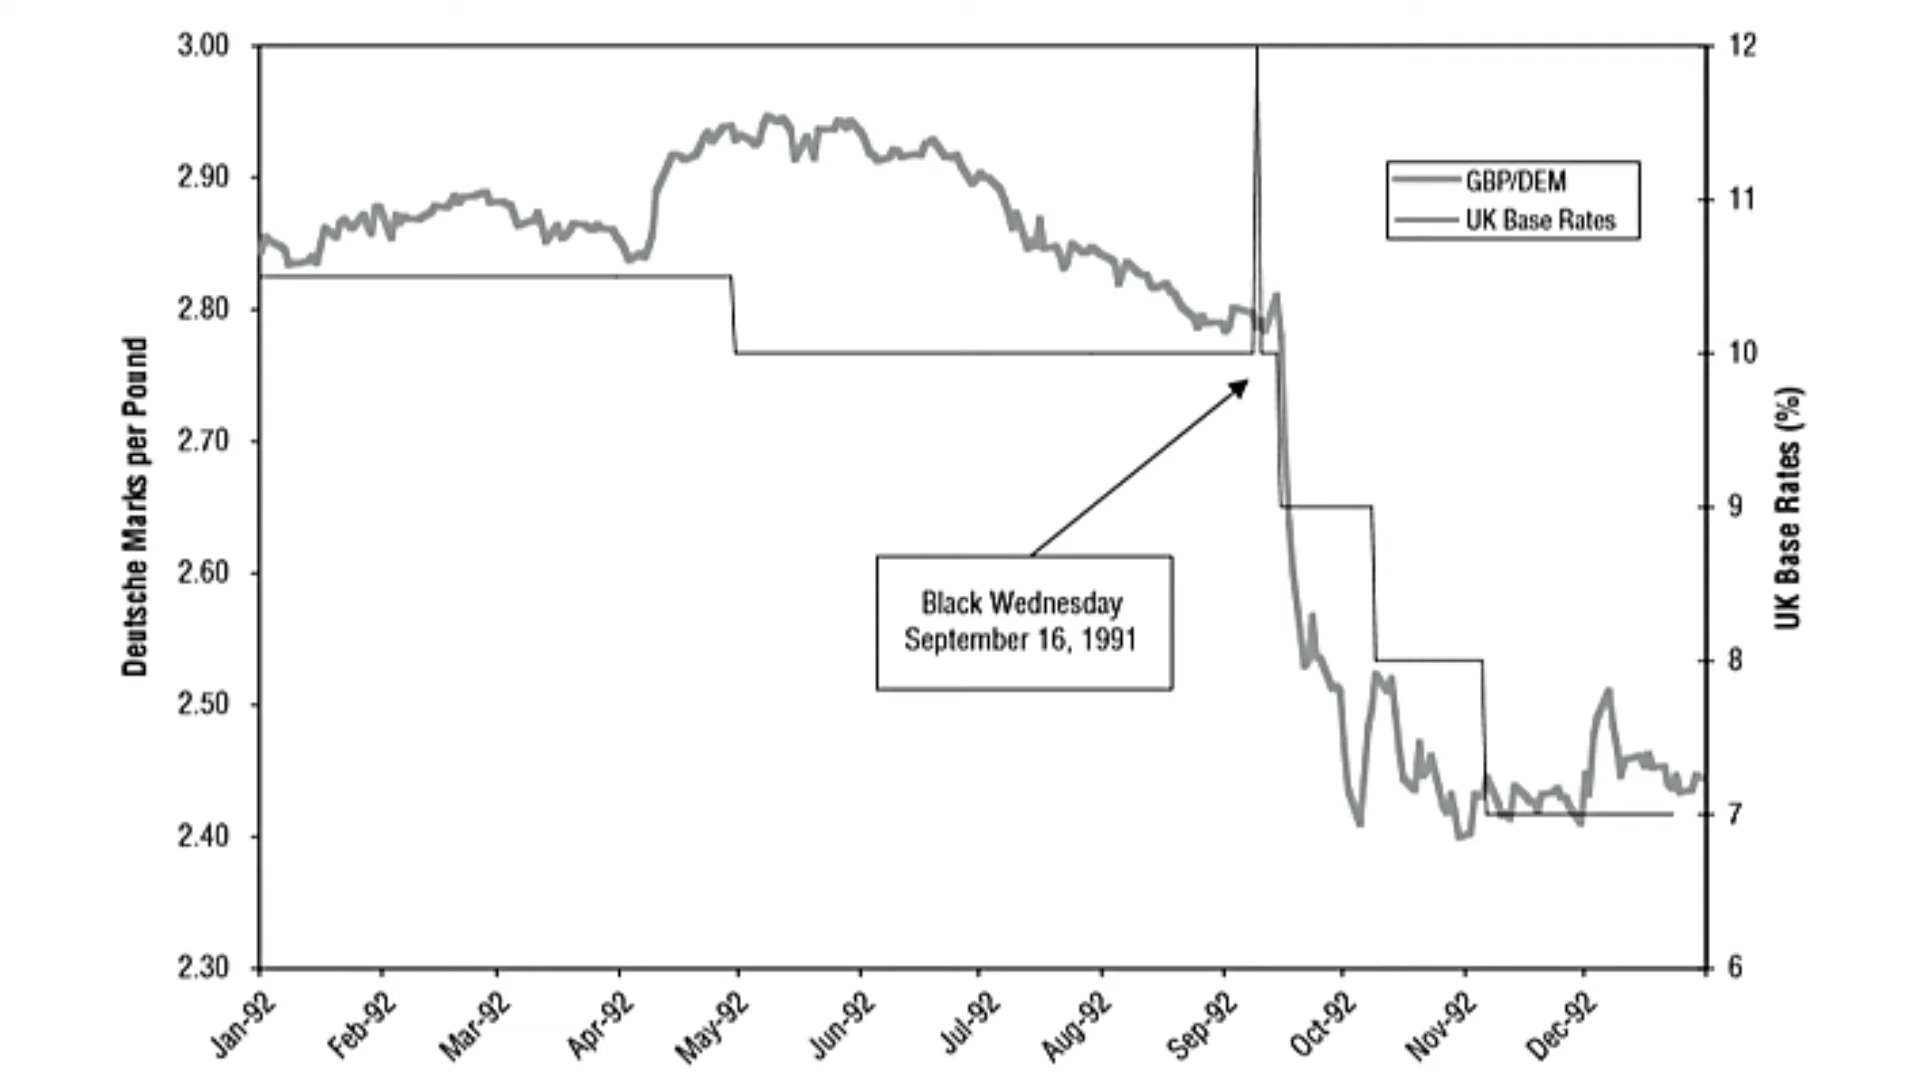 3.00
2.90
2.80
2.70
2.60
2.50
2.40
2.30
Deutsche Marks per Pound
12
11
10
9
8
7
6
UK Base Rates (%)
GBP/DEM
UK Base Rates
Black Wednesday
September 16, 1991
Jan-92
Feb-92
Mar-92
Apr-92
May-92
Jun-92
Jul-92
Aug-92
Sep-92
Oct-92
Nov-92
Dec-92